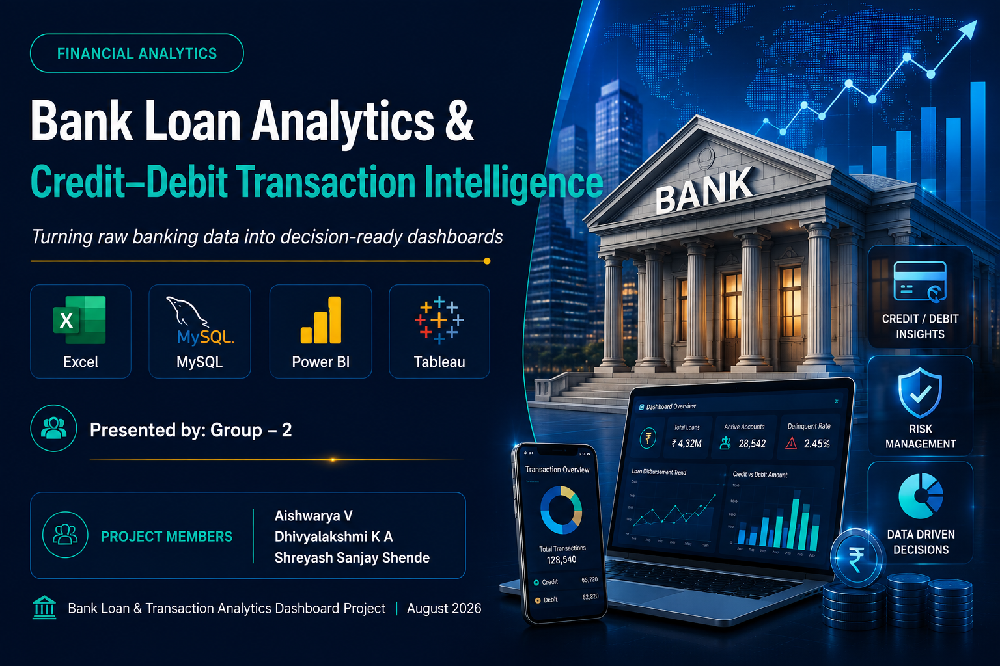 FINANCIAL ANALYTICS
Bank Loan Analytics &
Credit–Debit Transaction Intelligence
Turning raw banking data into decision-ready dashboards
X
Excel
MySQL.
MySQL
Power BI
Tableau
Presented by: Group – 2
PROJECT MEMBERS
Aishwarya V
Dhivyalakshmi K A
Shreyash Sanjay Shende
Bank Loan & Transaction Analytics Dashboard Project | August 2026
BANK
CREDIT / DEBIT
INSIGHTS
RISK
MANAGEMENT
DATA DRIVEN
DECISIONS
Dashboard Overview
₹
Total Loans
₹ 4,32M
Active Accounts
28,542
Delinquent Rate
2.45%
Loan Disbursement Trend
Credit vs Debit Amount
Transaction Overview
Total Transactions
128,540
Credit
65,720
Debit
62,220
₹